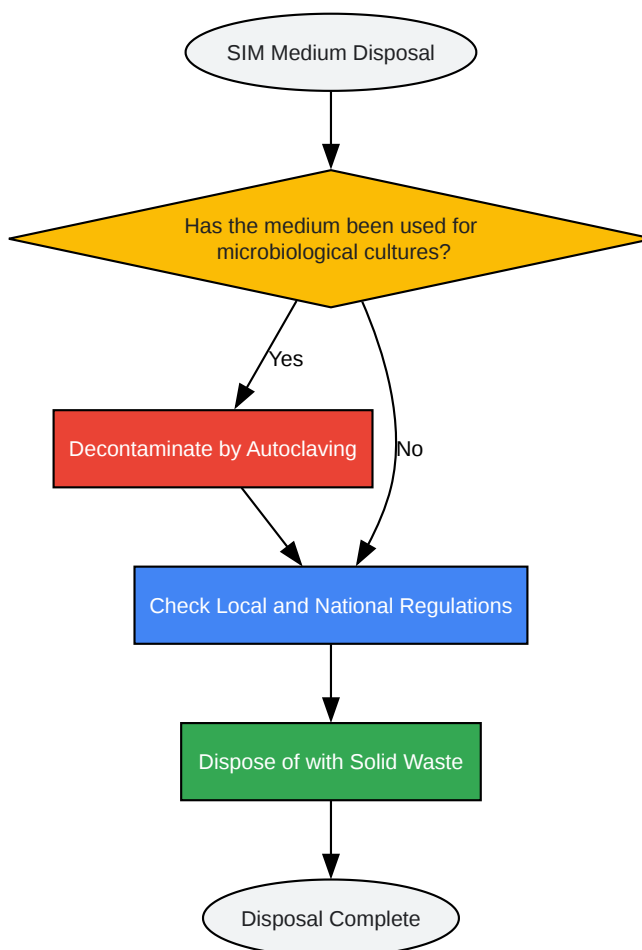 SIM Medium Disposal
Has the medium been used for
microbiological cultures?
Yes
Decontaminate by Autoclaving
No
Check Local and National Regulations
Dispose of with Solid Waste
Disposal Complete